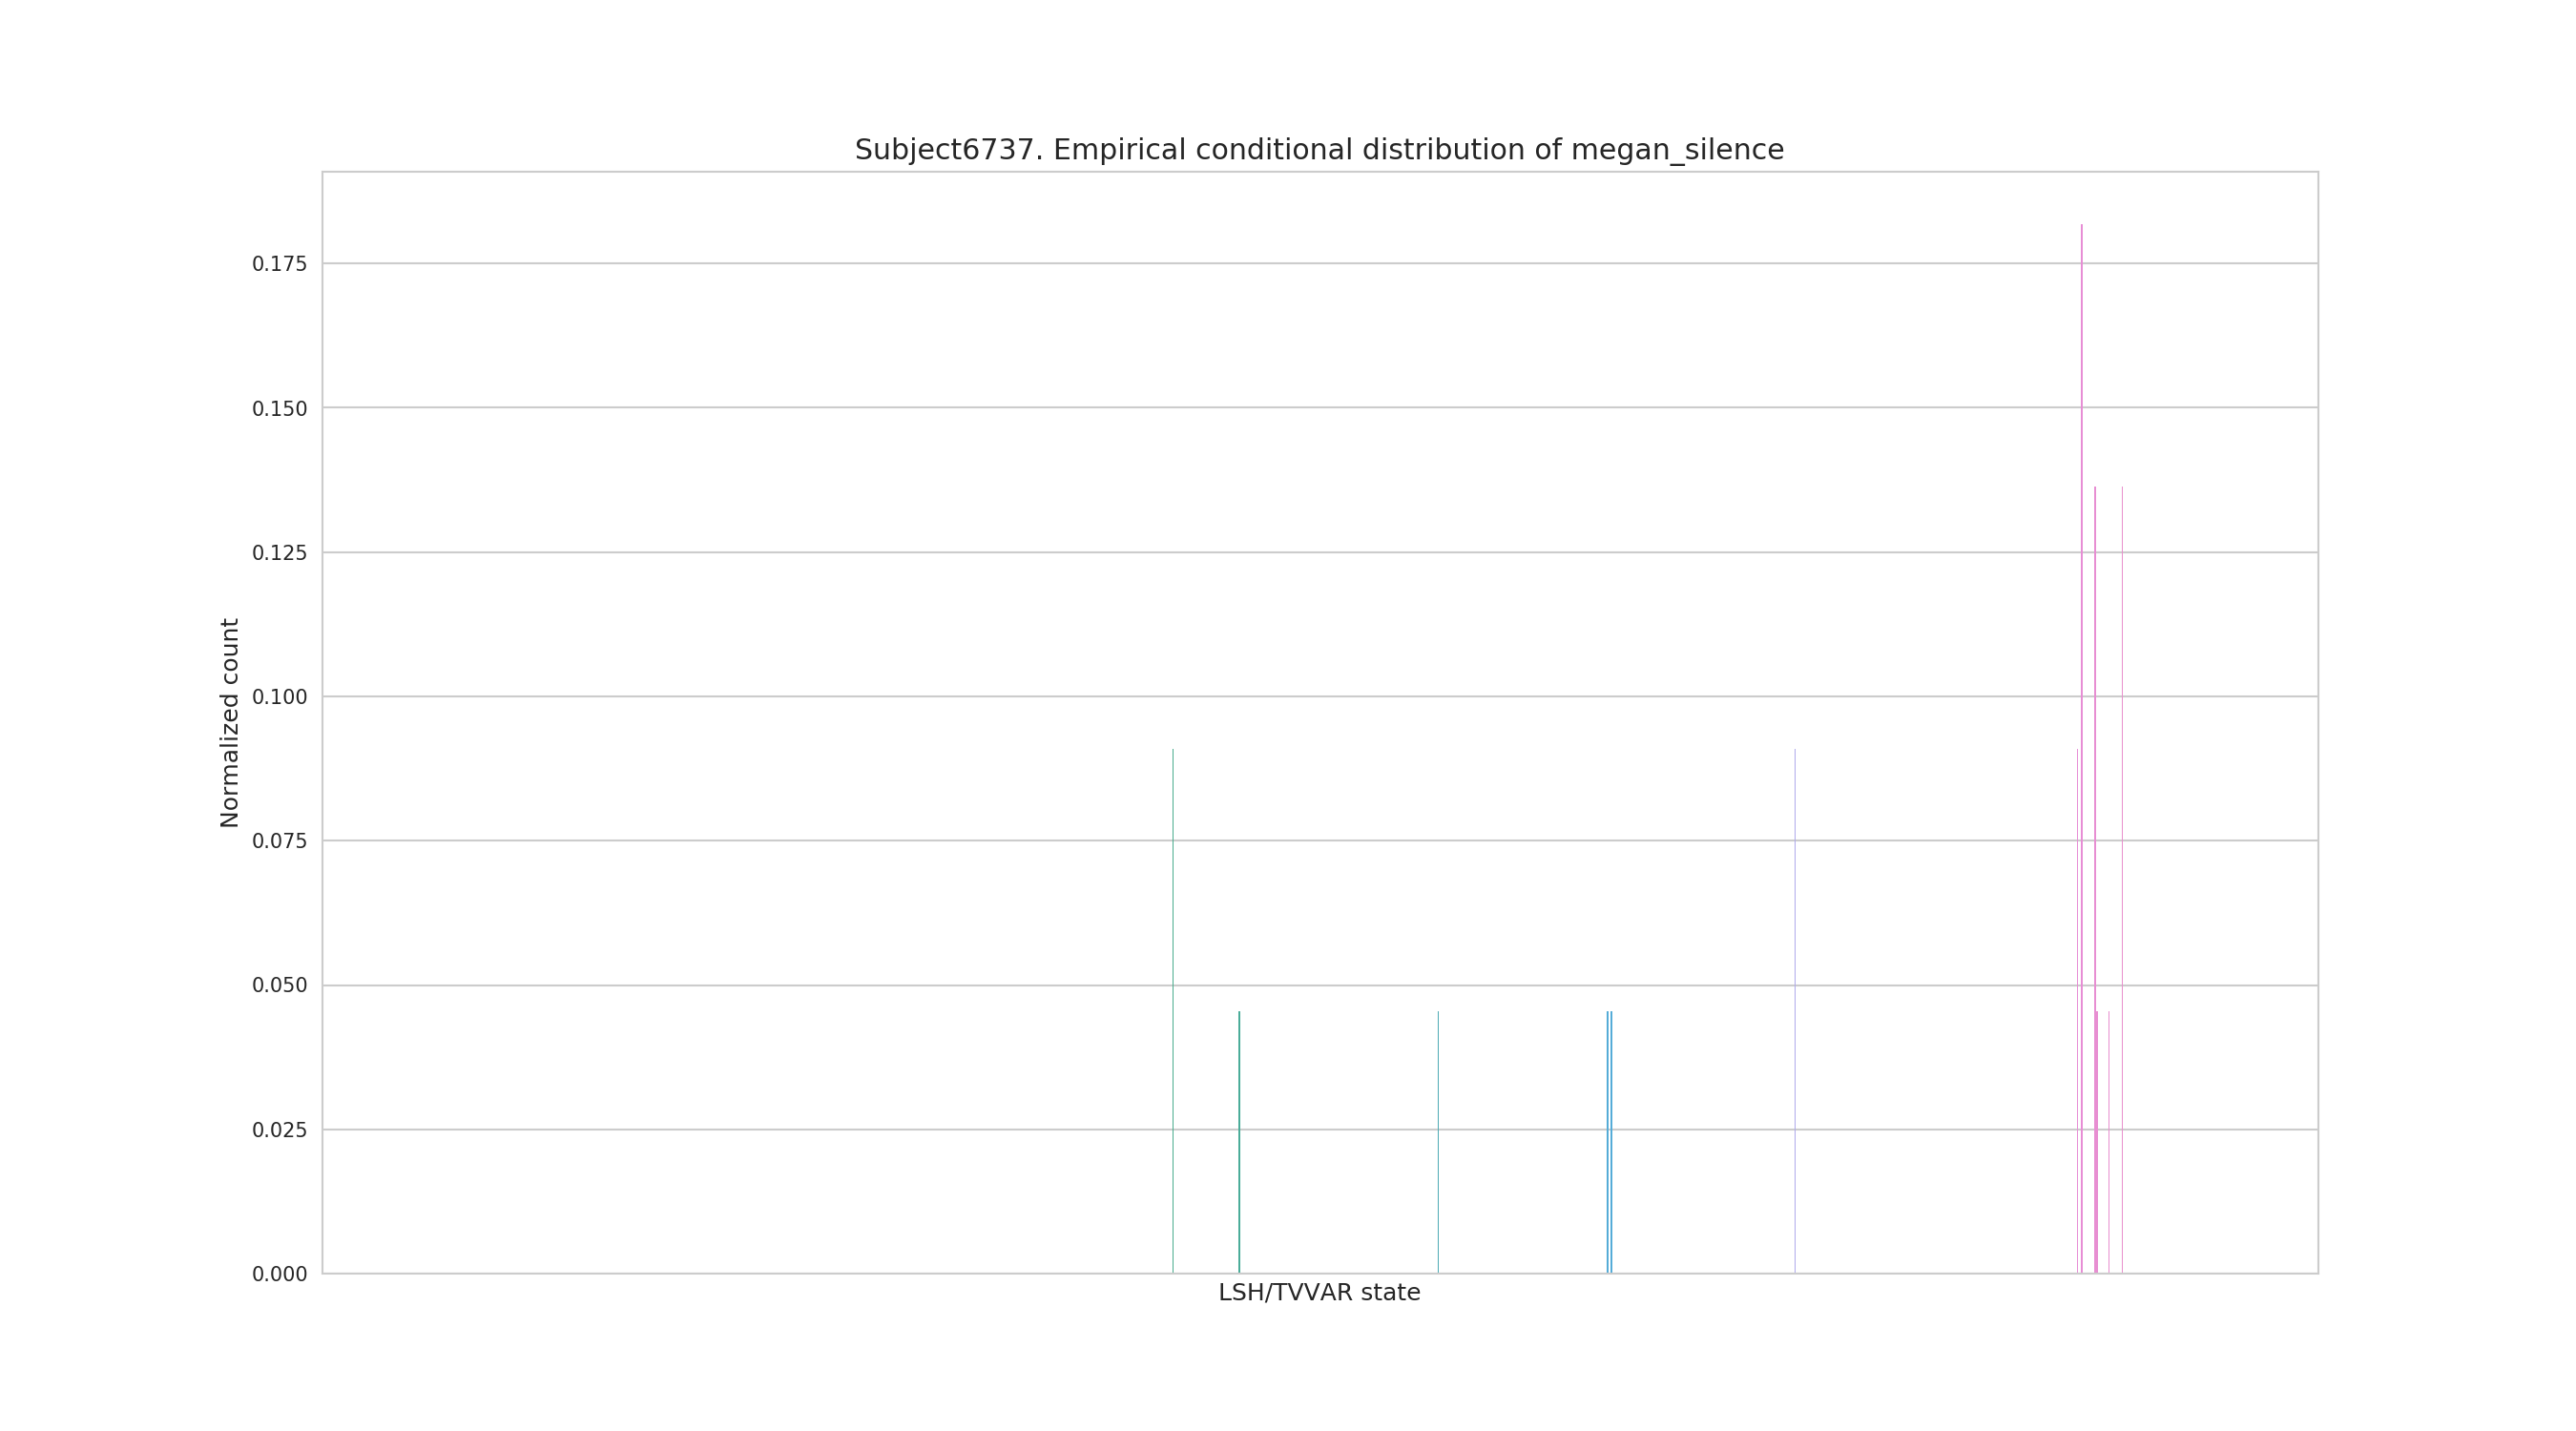 Subject6737. Empirical conditional distribution of megan_silence
0.175
0.150
0.125
0.100
0.075
0.050
0.025
0.000
Normalized count
LSH/TVVAR state